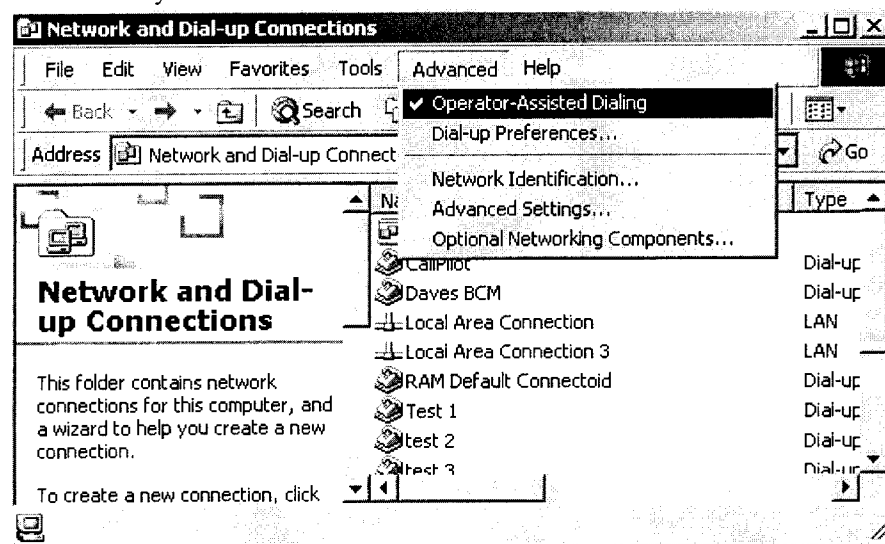 Network and Dial-up Connections
File Edit View Favorites Tools Advanced Help
Back Search
Operator-Assisted Dialing
Dial-up Preferences...
Network Identification...
Advanced Settings...
Optional Networking Components...
Address Network and Dial-up Connect Go
Type
CallPilot Dial-up
Daves BCM Dial-up
Local Area Connection LAN
Local Area Connection 3 LAN
RAM Default Connectoid Dial-up
Test 1 Dial-up
test 2 Dial-up
test 3 Dial-up
Network and Dial-
up Connections
This folder contains network
connections for this computer, and
a wizard to help you create a new
connection.
To create a new connection, click